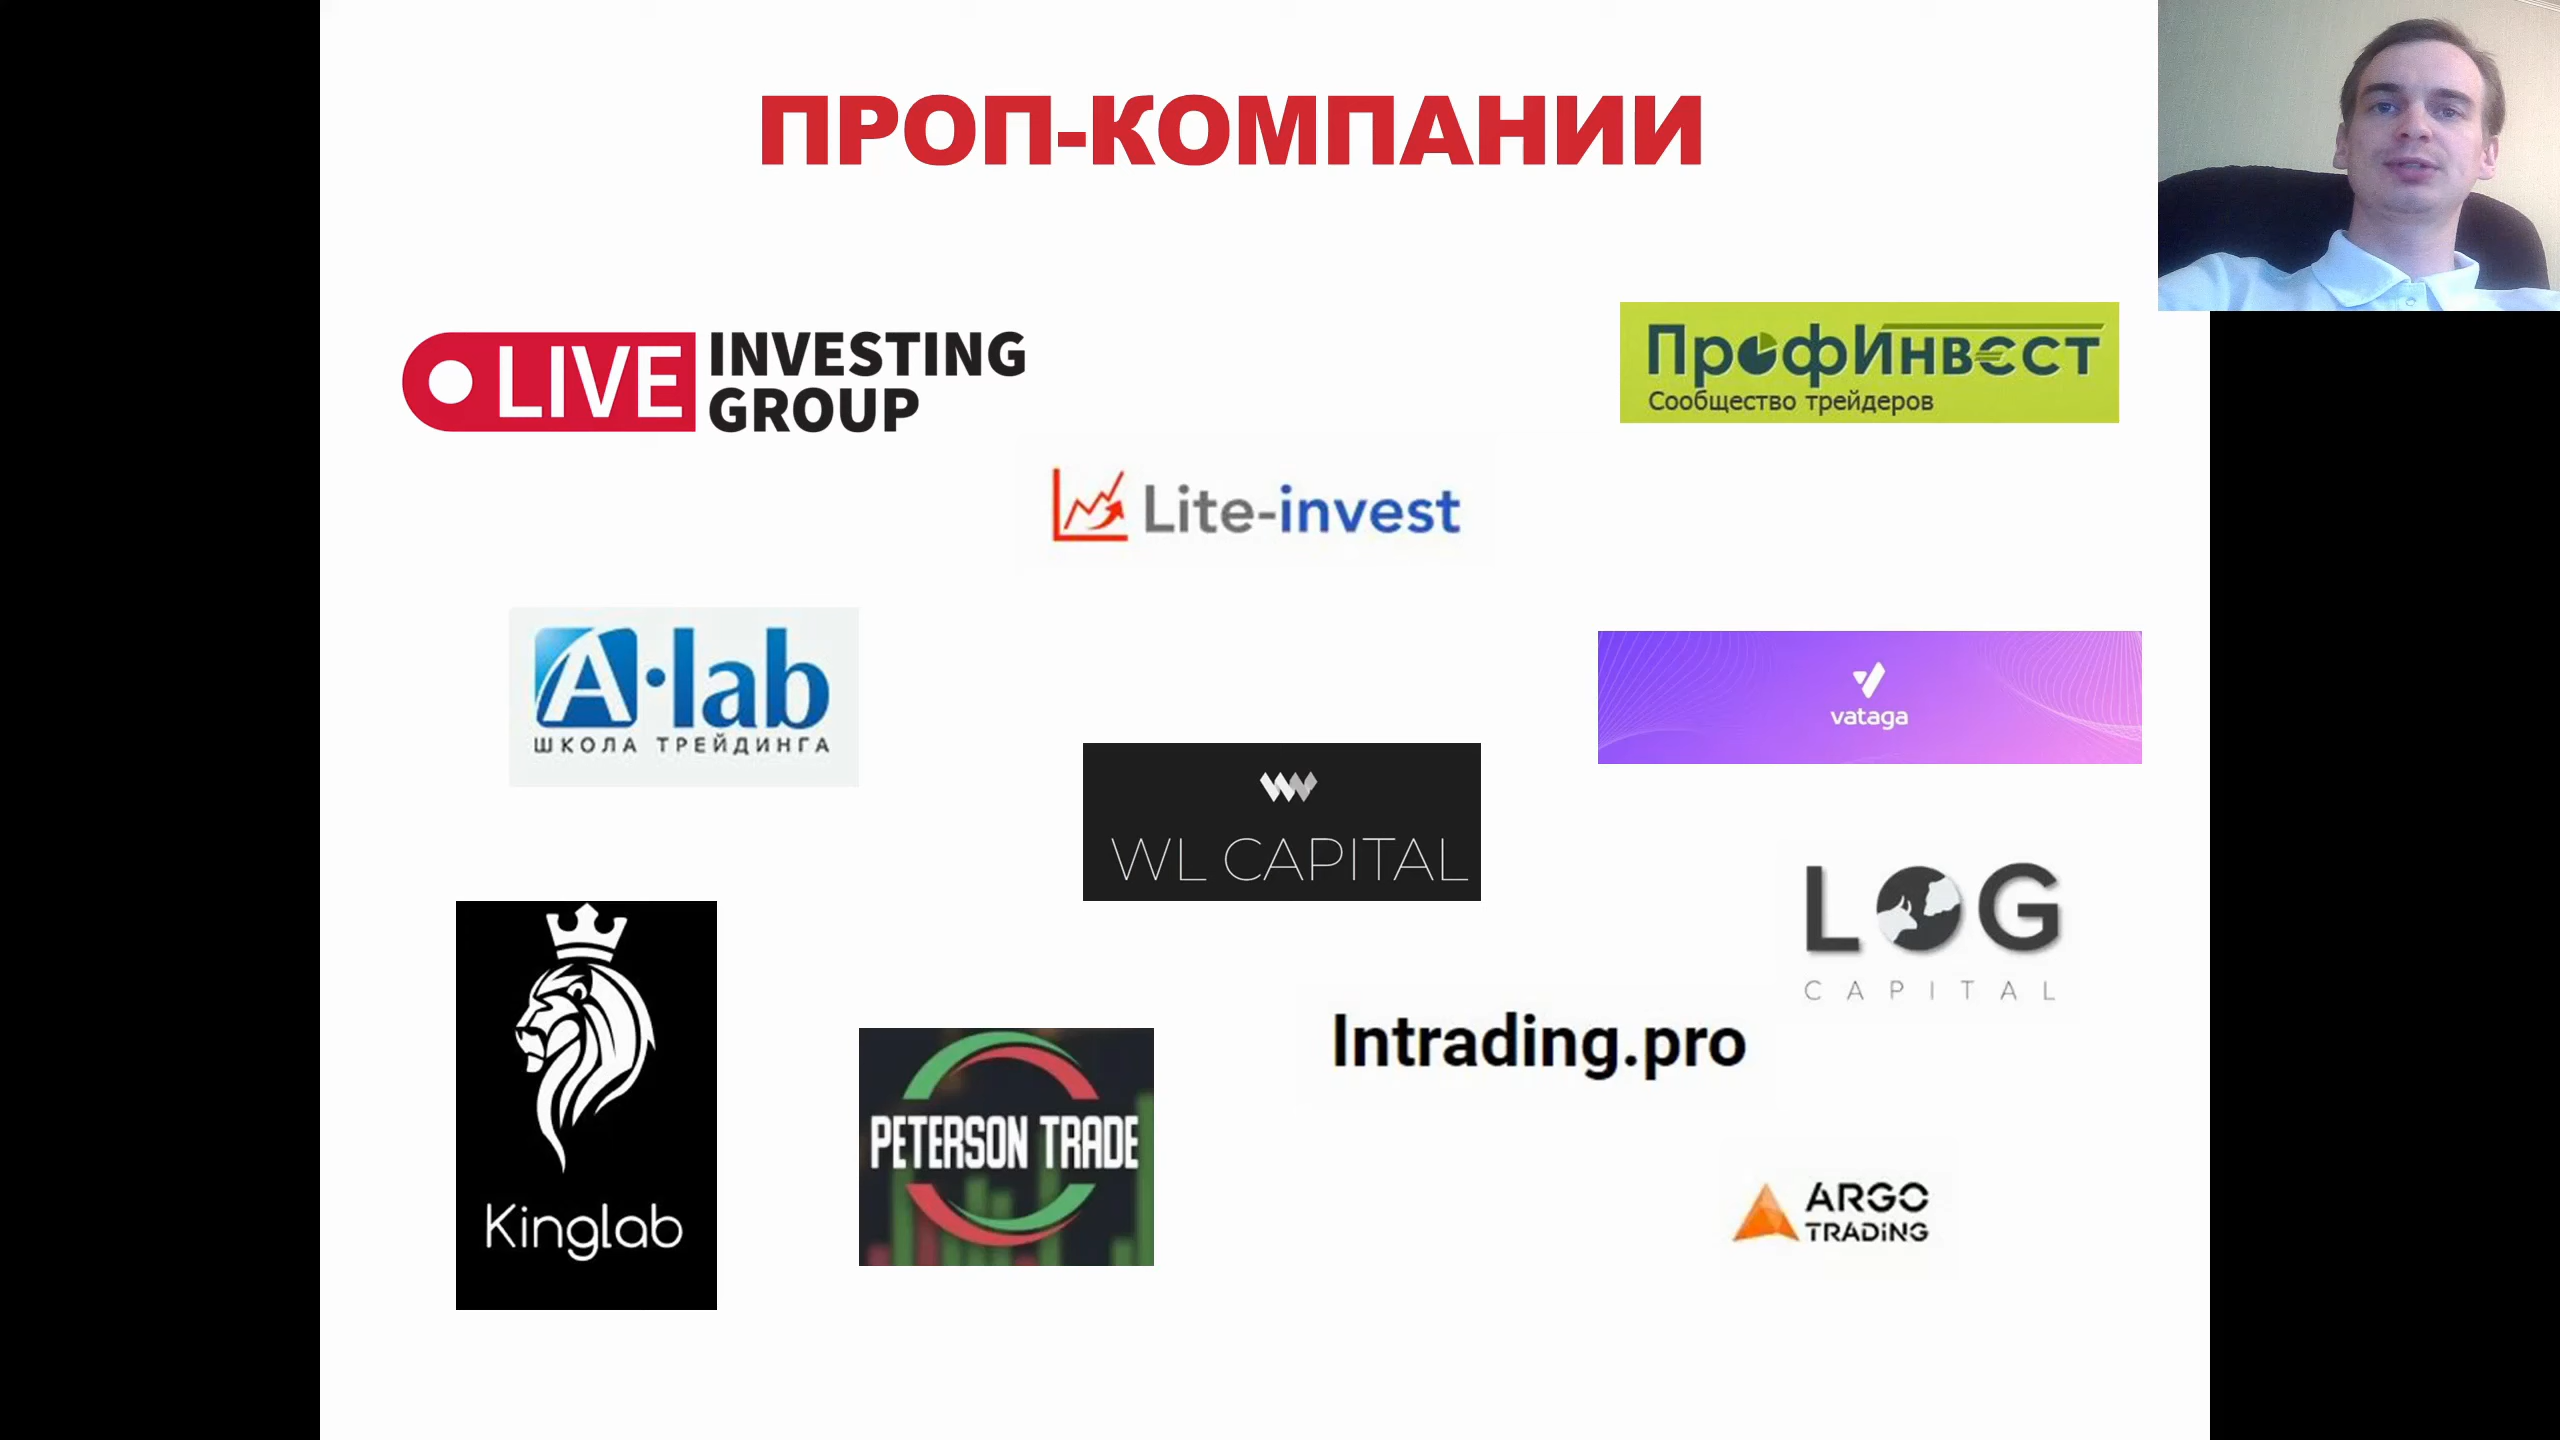 ПРОП-КОМПАНИИ
LIVE INVESTING
GROUP
ПрофИнвест
Сообщество трейдеров
Lite-invest
A·lab
ШКОЛА ТРЕЙДИНГА
vataga
WL CAPITAL
LOG
CAPITAL
Kinglab
PETERSON TRADE
Intrading.pro
ARGO
TRADING